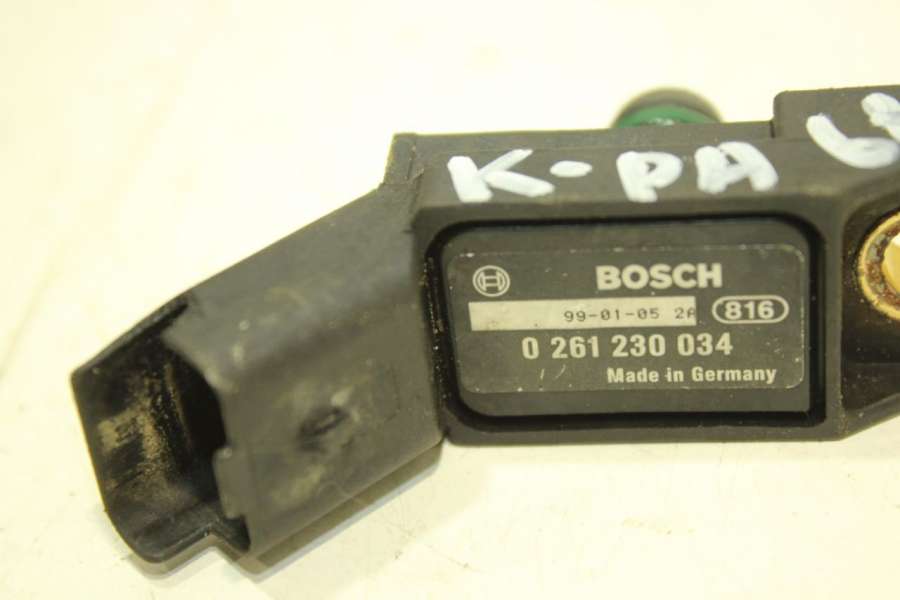 K-PA
BOSCH
99-01-05 2A 816
0 261 230 034
Made in Germany